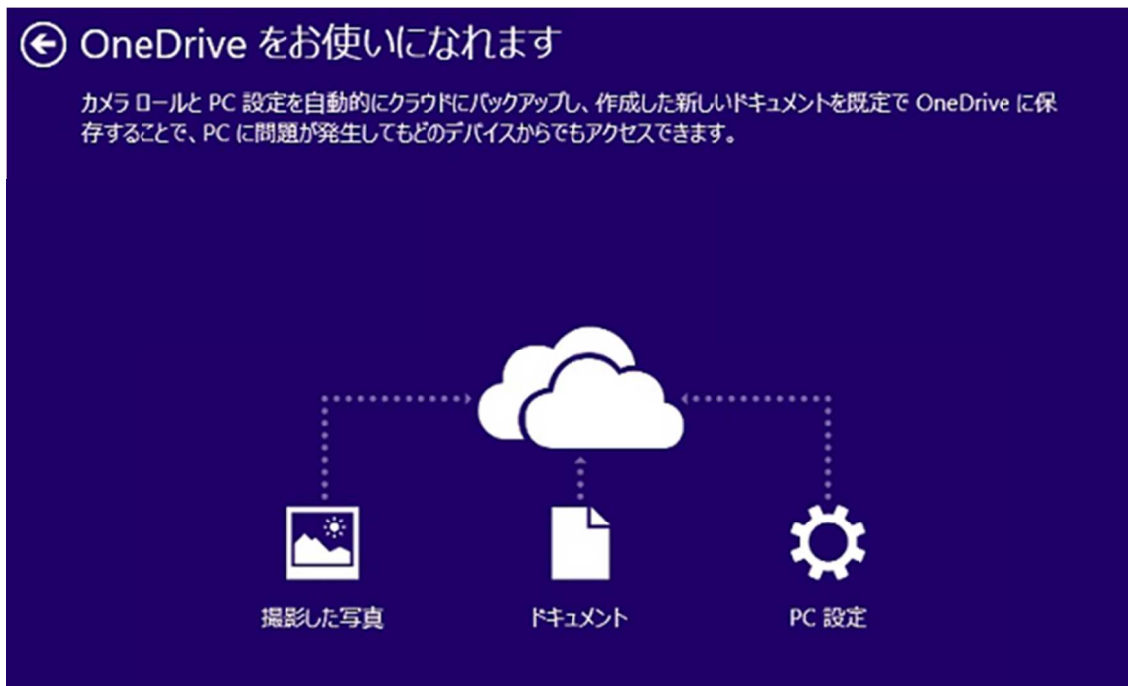 OneDrive をお使いになれます
カメラ ロールと PC 設定を自動的にクラウドにバックアップし、作成した新しいドキュメントを既定で OneDrive に保
存することで、PC に問題が発生してもどのデバイスからでもアクセスできます。
撮影した写真
ドキュメント
PC 設定